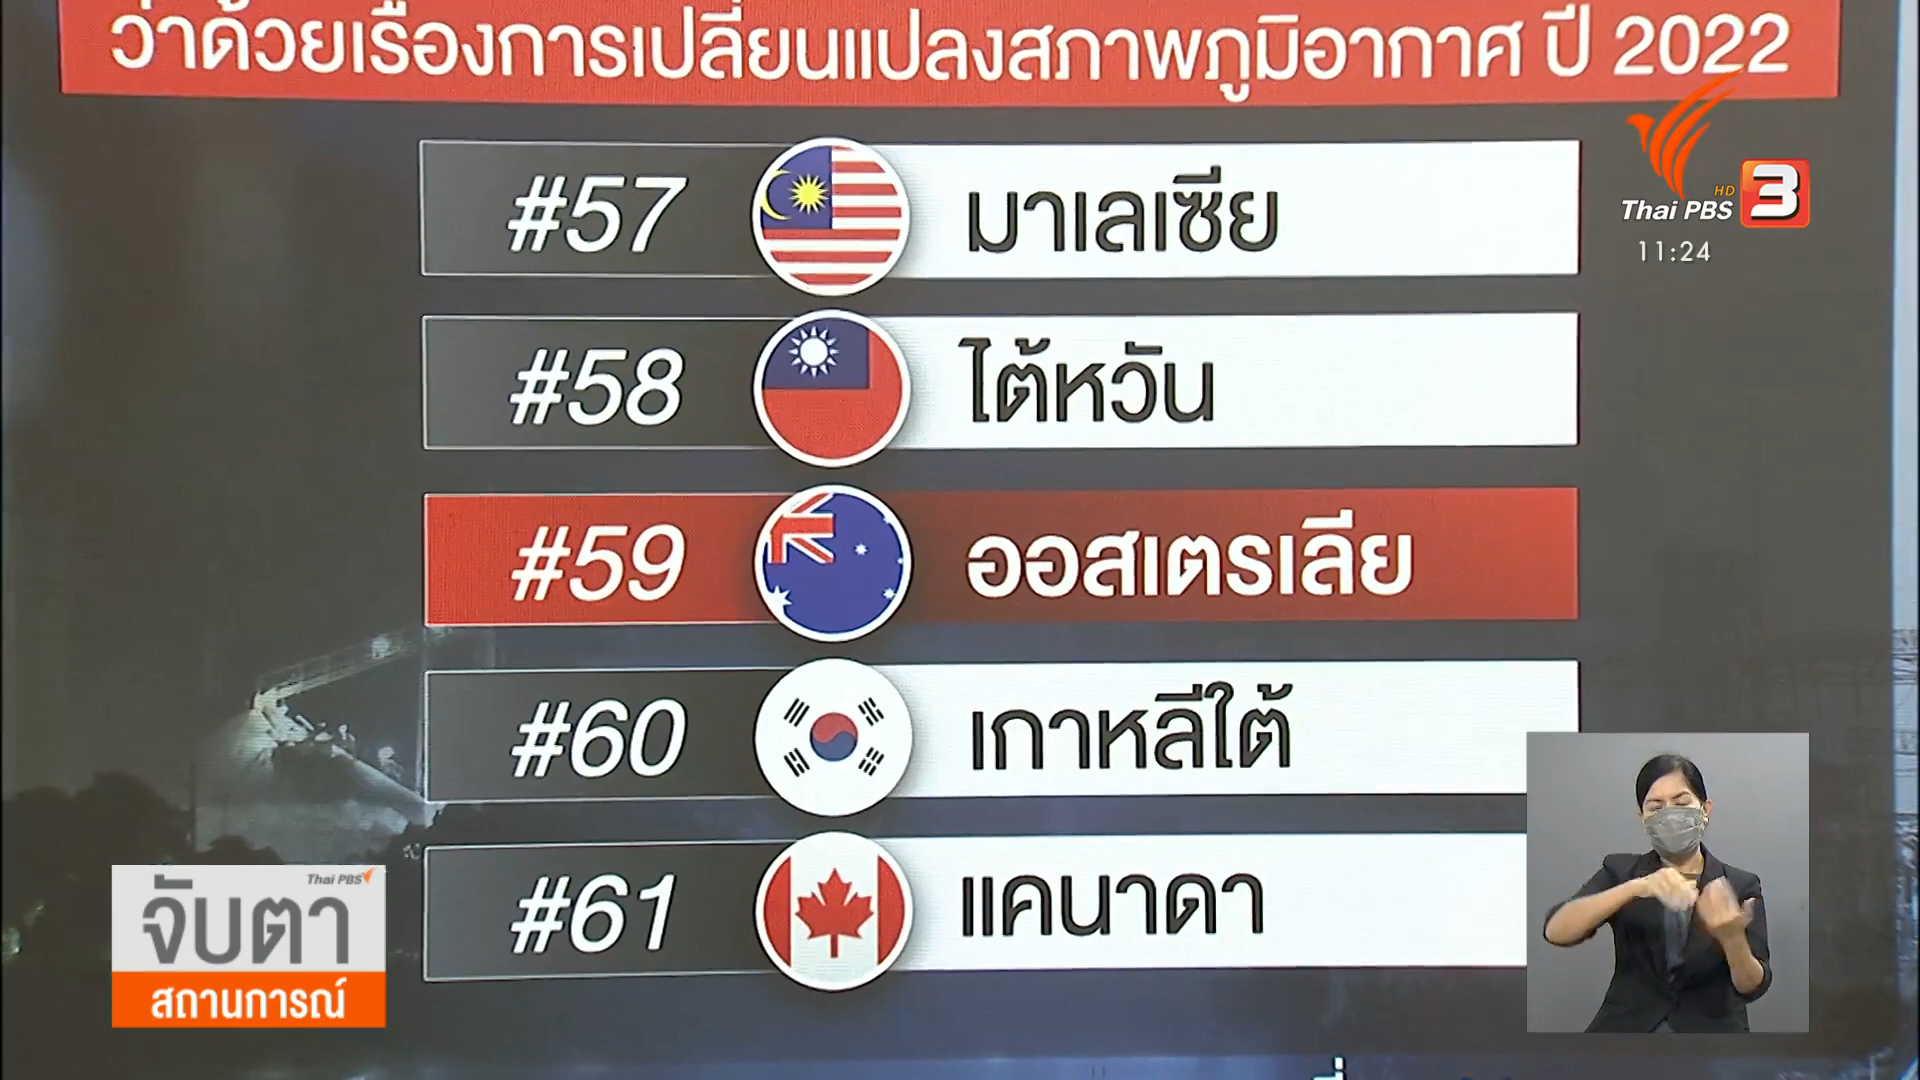 ว่าด้วยเรื่องการเปลี่ยนแปลงสภาพภูมิอากาศ ปี 2022
#57 มาเลเซีย
HD
Thai PBS 3
11:24
#58 ไต้หวัน
#59 ออสเตรเลีย
#60 เกาหลีใต้
#61 แคนาดา
Thai PBS
จับตา
สถานการณ์